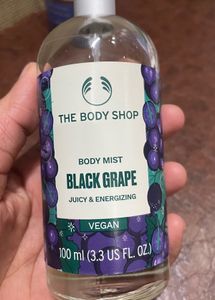 THE BODY SHOP
BODY MIST
BLACK GRAPE
JUICY & ENERGIZING
VEGAN
100 ml (3.3 US FL. OZ.)